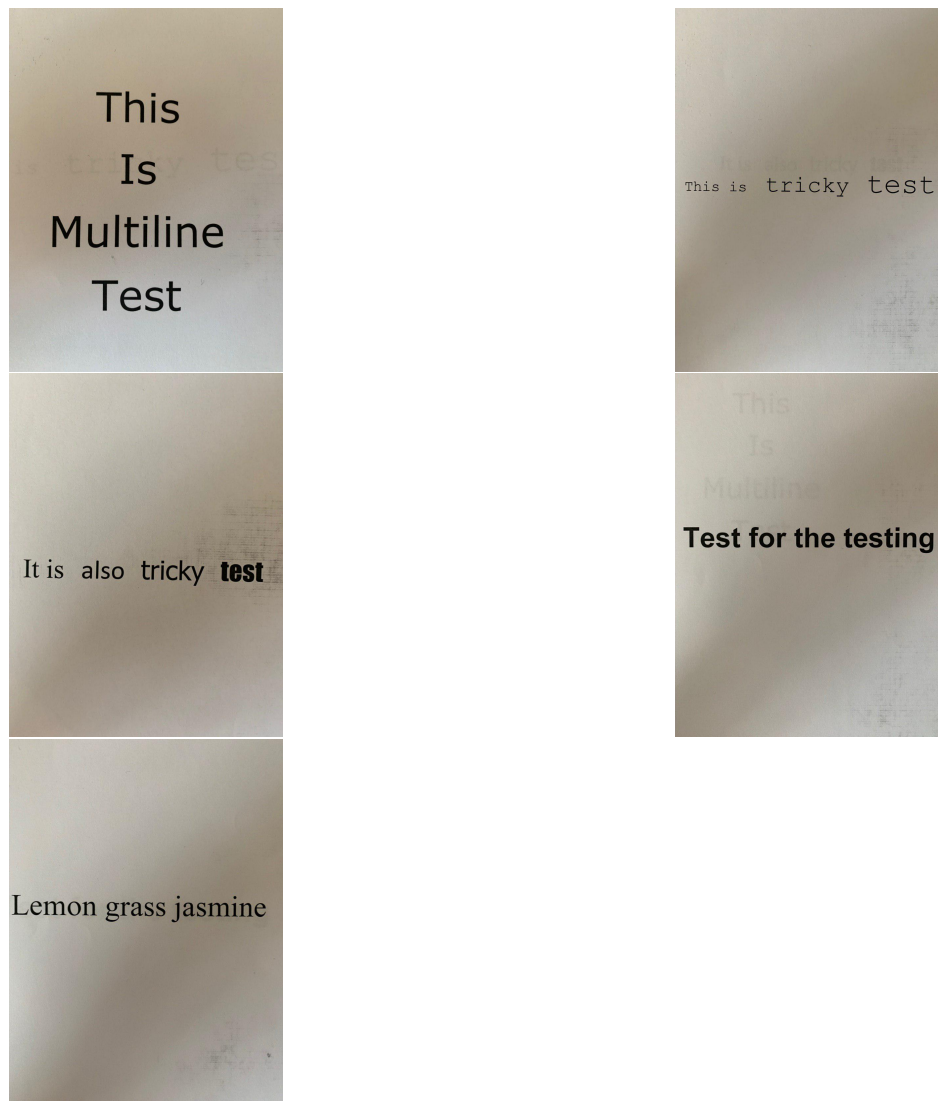 This
Is
Multiline
Test
This is tricky test
It is also tricky test
Test for the testing
Lemon grass jasmine